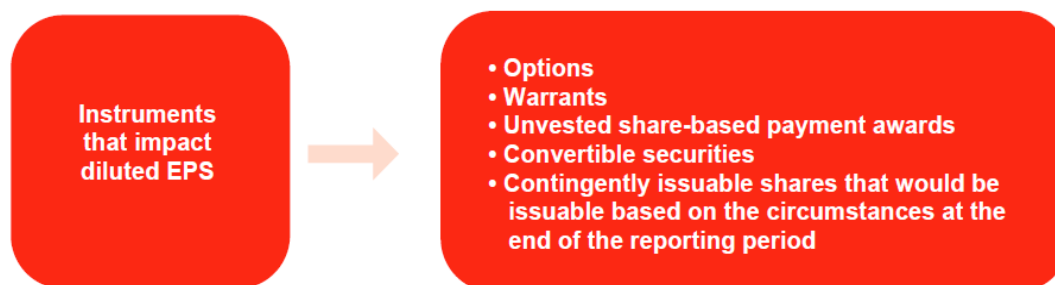 Instruments
that impact
diluted EPS
• Options
• Warrants
• Unvested share-based payment awards
• Convertible securities
• Contingently issuable shares that would be
issuable based on the circumstances at the
end of the reporting period